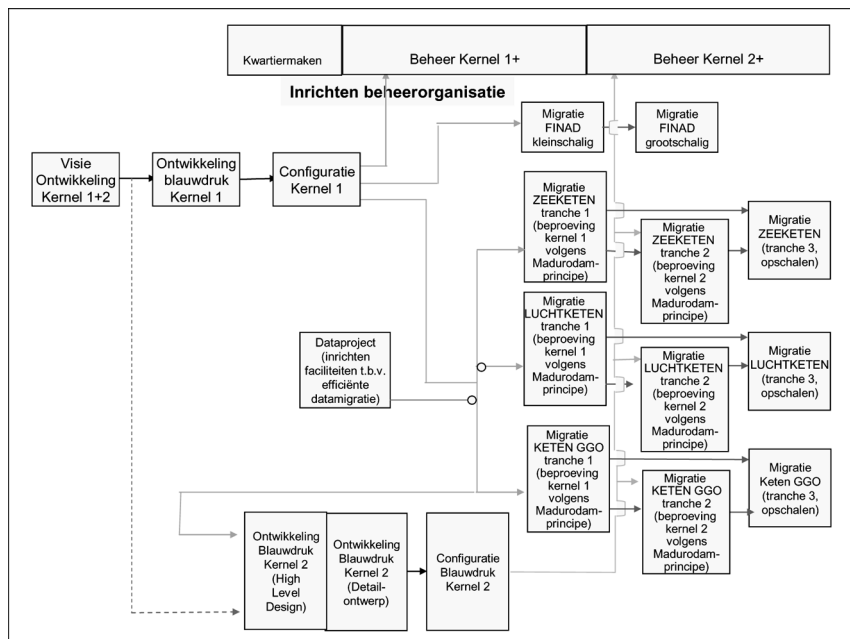 Kwartiermaken
Beheer Kernel 1+
Beheer Kernel 2+
Inrichten beheerorganisatie
Migratie
FINAD
kleinschalig
Migratie
FINAD
grootschalig
Visie
Ontwikkeling
Kernel 1+2
Ontwikkeling
blauwdruk
Kernel 1
Configuratie
Kernel 1
Migratie
ZEEKETEN
tranche 1
(beproeving
kernel 1
volgens
Madurodam-
principe)
Migratie
ZEEKETEN
tranche 2
(beproeving
kernel 2
volgens
Madurodam-
principe)
Migratie
ZEEKETEN
(tranche 3,
opschalen)
Dataproject
(inrichten
faciliteiten t.b.v.
efficiënte
datamigratie)
Migratie
LUCHTKETEN
tranche 1
(beproeving
kernel 1
volgens
Madurodam-
principe)
Migratie
LUCHTKETEN
tranche 2
(beproeving
kernel 2
volgens
Madurodam-
principe)
Migratie
LUCHTKETEN
(tranche 3,
opschalen)
Migratie
KETEN GGO
tranche 1
(beproeving
kernel 1
volgens
Madurodam-
principe)
Migratie
KETEN GGO
tranche 2
(beproeving
kernel 2
volgens
Madurodam-
principe)
Migratie
Keten GGO
(tranche 3,
opschalen)
Ontwikkeling
Blauwdruk
Kernel 2
(High
Level
Design)
Ontwikkeling
Blauwdruk
Kernel 2
(Detail-
ontwerp)
Configuratie
Blauwdruk
Kernel 2